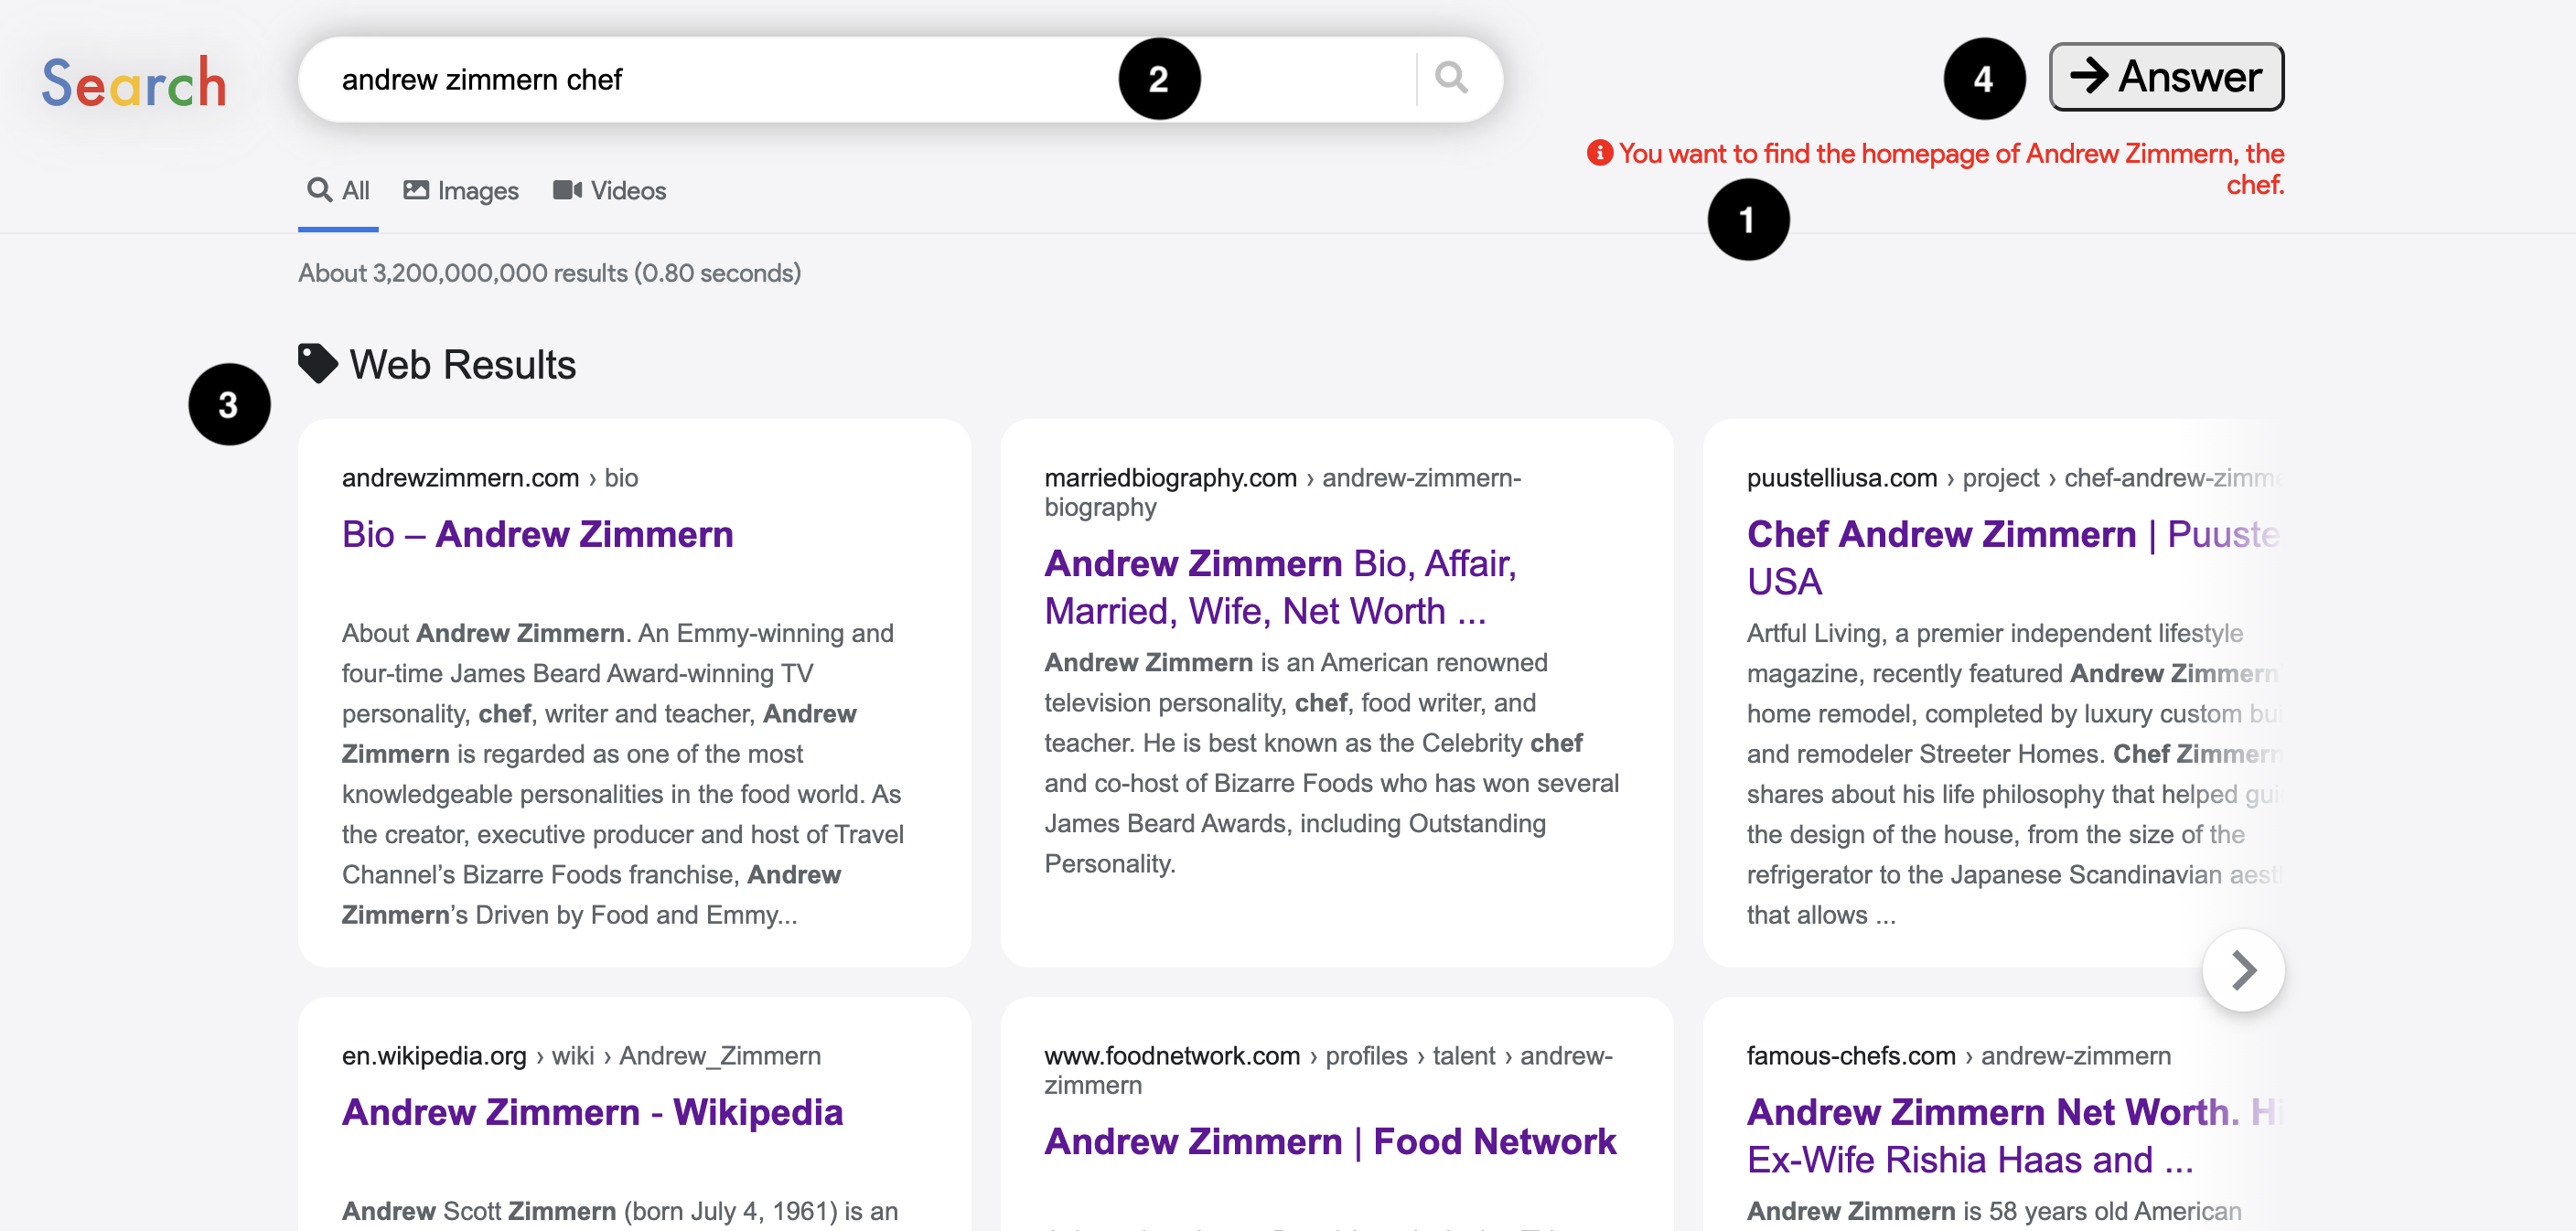 Search
andrew zimmern chef
2
4
Answer
You want to find the homepage of Andrew Zimmern, the
chef.
1
All Images Videos
About 3,200,000,000 results (0.80 seconds)
3
Web Results
andrewzimmern.com › bio
Bio – Andrew Zimmern
About Andrew Zimmern. An Emmy-winning and
four-time James Beard Award-winning TV
personality, chef, writer and teacher, Andrew
Zimmern is regarded as one of the most
knowledgeable personalities in the food world. As
the creator, executive producer and host of Travel
Channel’s Bizarre Foods franchise, Andrew
Zimmern’s Driven by Food and Emmy...
marriedbiography.com › andrew-zimmern-
biography
Andrew Zimmern Bio, Affair,
Married, Wife, Net Worth ...
Andrew Zimmern is an American renowned
television personality, chef, food writer, and
teacher. He is best known as the Celebrity chef
and co-host of Bizarre Foods who has won several
James Beard Awards, including Outstanding
Personality.
puustelliusa.com › project › chef-andrew-zimme
Chef Andrew Zimmern | Puuste
USA
Artful Living, a premier independent lifestyle
magazine, recently featured Andrew Zimmern
home remodel, completed by luxury custom
and remodeler Streeter Homes. Chef Zimmern
shares about his life philosophy that helped
the design of the house, from the size of the
refrigerator to the Japanese Scandinavian
that allows ...
en.wikipedia.org › wiki › Andrew_Zimmern
Andrew Zimmern - Wikipedia
Andrew Scott Zimmern (born July 4, 1961) is an
www.foodnetwork.com › profiles › talent › andrew-
zimmern
Andrew Zimmern | Food Network
famous-chefs.com › andrew-zimmern
Andrew Zimmern Net Worth.
Ex-Wife Rishia Haas and ...
Andrew Zimmern is 58 years old American